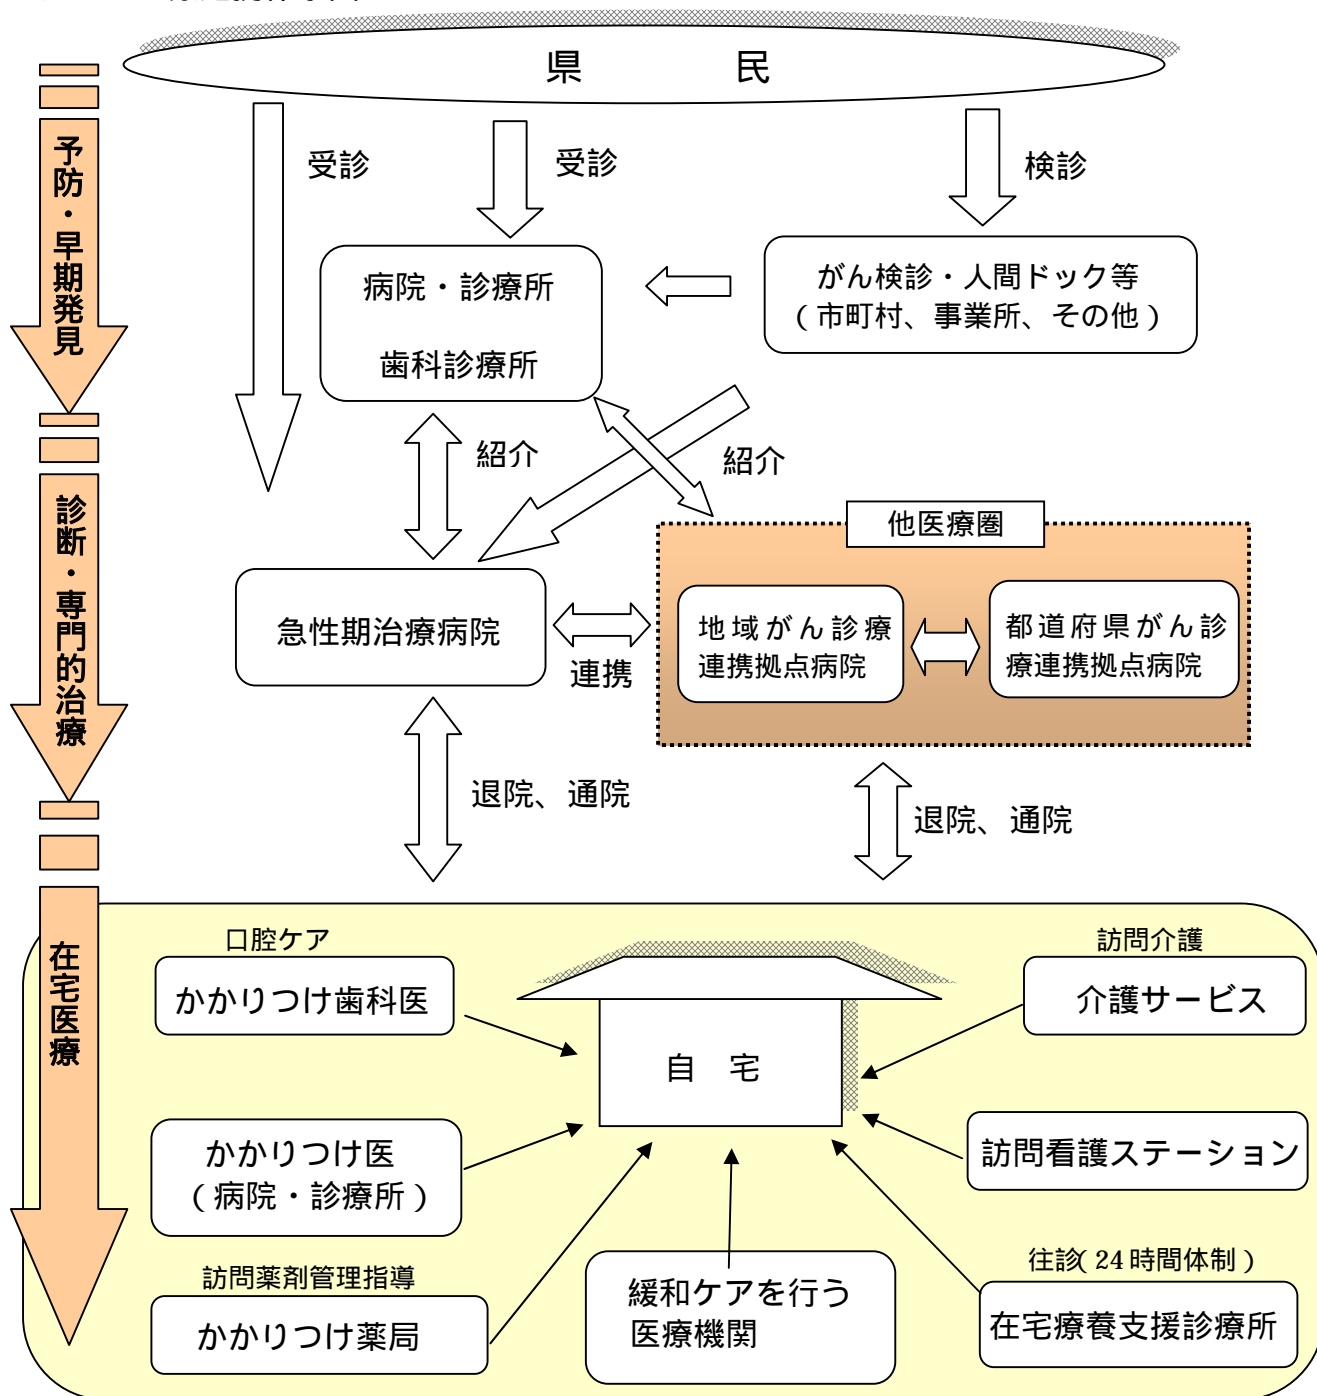 県　民
予防・早期発見
受診
受診
検診
病院・診療所
歯科診療所
がん検診・人間ドック等
（市町村、事業所、その他）
紹介
紹介
診断・専門的治療
他医療圏
急性期治療病院
連携
地域がん診療
連携拠点病院
都道府県がん診
療連携拠点病院
退院、通院
退院、通院
在宅医療
口腔ケア
かかりつけ歯科医
訪問介護
介護サービス
自　宅
かかりつけ医
（病院・診療所）
訪問看護ステーション
訪問薬剤管理指導
かかりつけ薬局
緩和ケアを行う
医療機関
往診（24時間体制）
在宅療養支援診療所